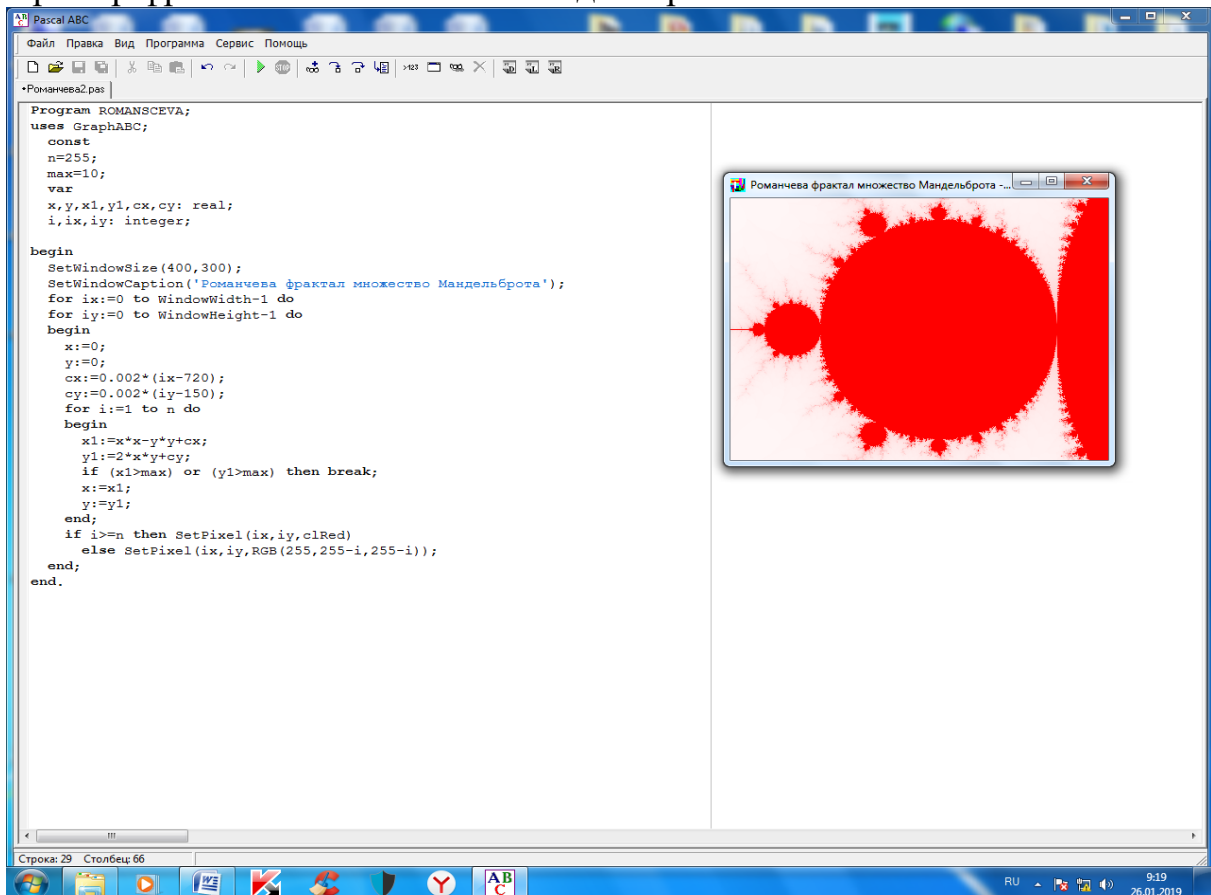 Pascal ABC
Файл Правка Вид Программа Сервис Помощь
•Романчева2.pas
Program ROMANSCEVA;
uses GraphABC;
const
n=255;
max=10;
var
x,y,x1,y1,cx,cy: real;
i,ix,iy: integer;
begin
SetWindowSize(400,300);
SetWindowCaption('Романчева фрактал множество Мандельброта');
for ix:=0 to WindowWidth-1 do
for iy:=0 to WindowHeight-1 do
begin
x:=0;
y:=0;
cx:=0.002*(ix-720);
cy:=0.002*(iy-150);
for i:=1 to n do
begin
x1:=x*x-y*y+cx;
y1:=2*x*y+cy;
if (x1>max) or (y1>max) then break;
x:=x1;
y:=y1;
end;
if i>=n then SetPixel(ix,iy,clRed)
else SetPixel(ix,iy,RGB(255,255-i,255-i));
end;
end.
Романчева фрактал множество Мандельброта -...
Строка: 29 Столбец: 66
RU
9:19
26.01.2019